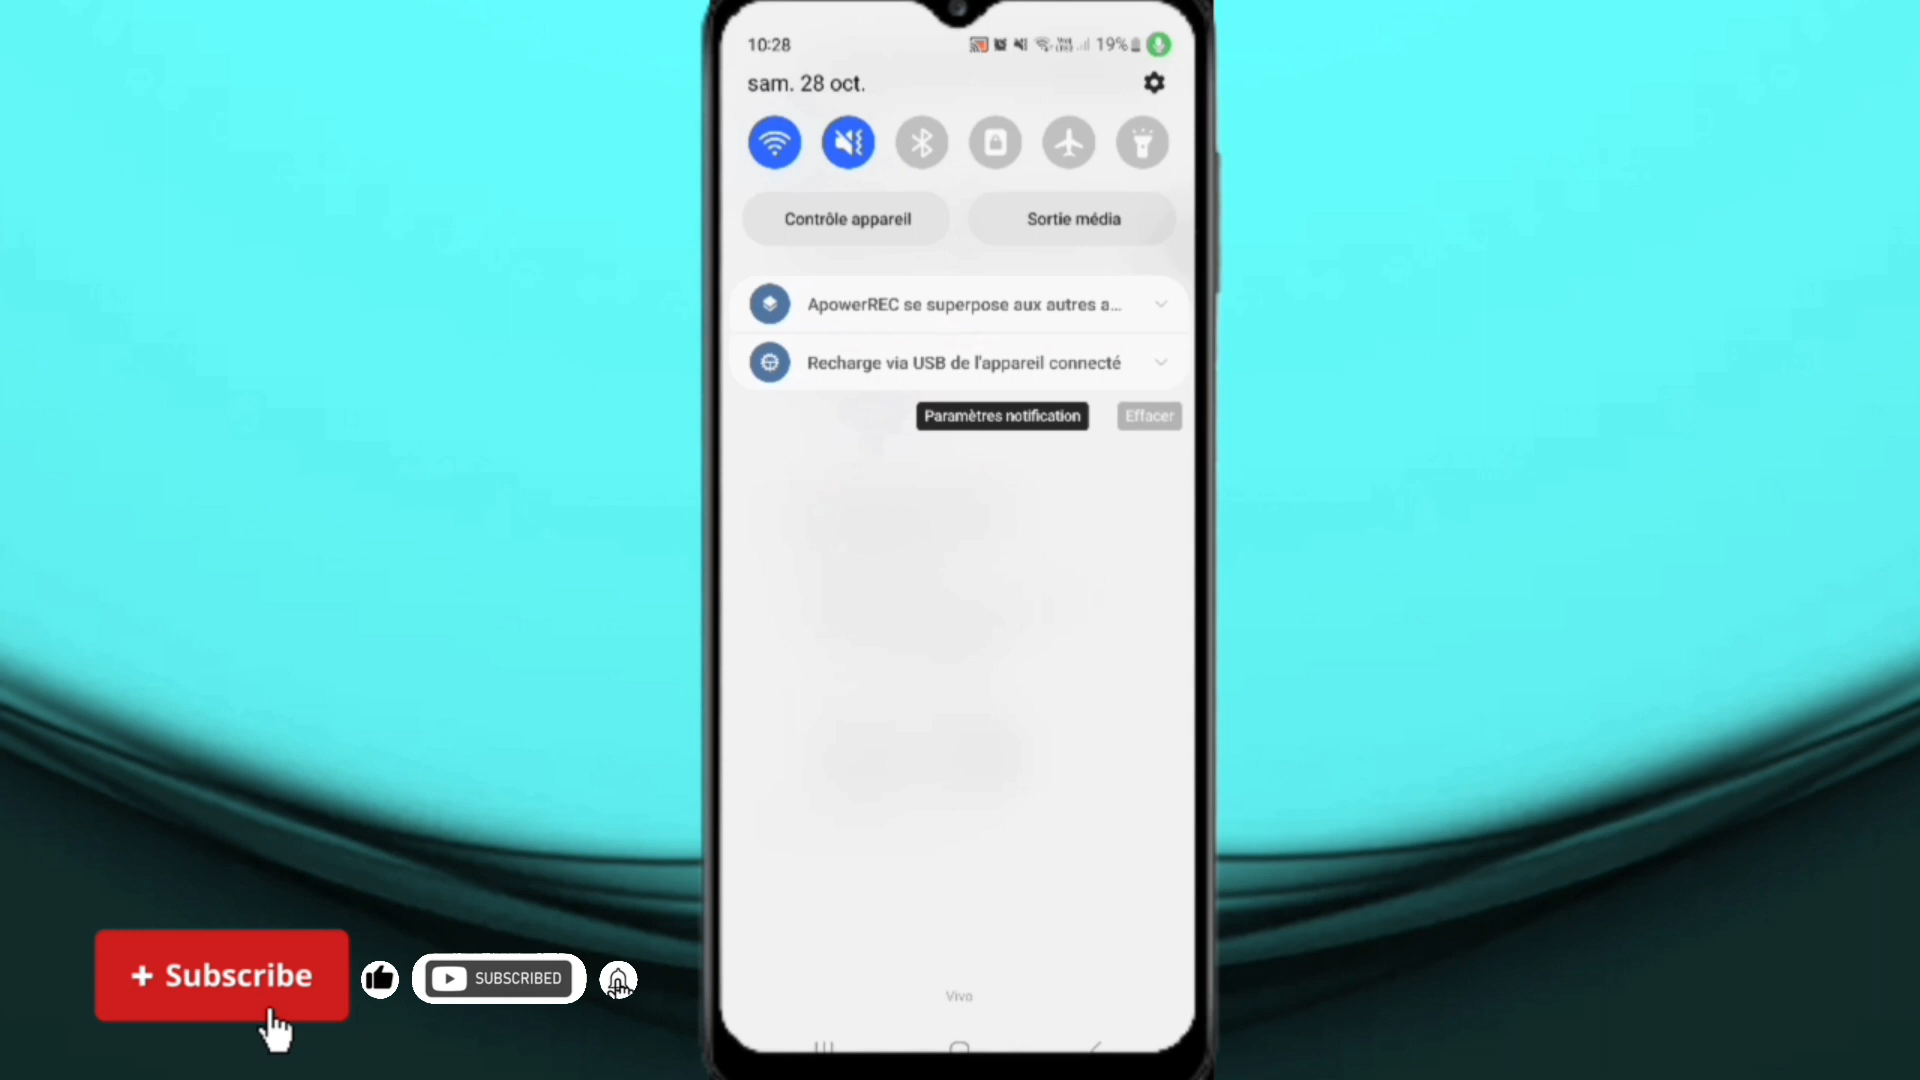 10:28
19%
sam. 28 oct.
Contrôle appareil
Sortie média
ApowerREC se superpose aux autres a...
Recharge via USB de l'appareil connecté
Paramètres notification
Effacer
Vivo
+ Subscribe
SUBSCRIBED